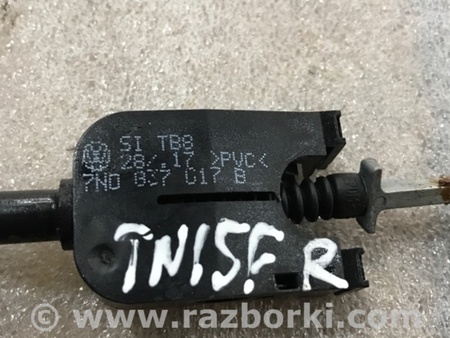 SI TB8
28/.17 >PVC<
7N0 837 017 B
TN15F R
www.razborki.com